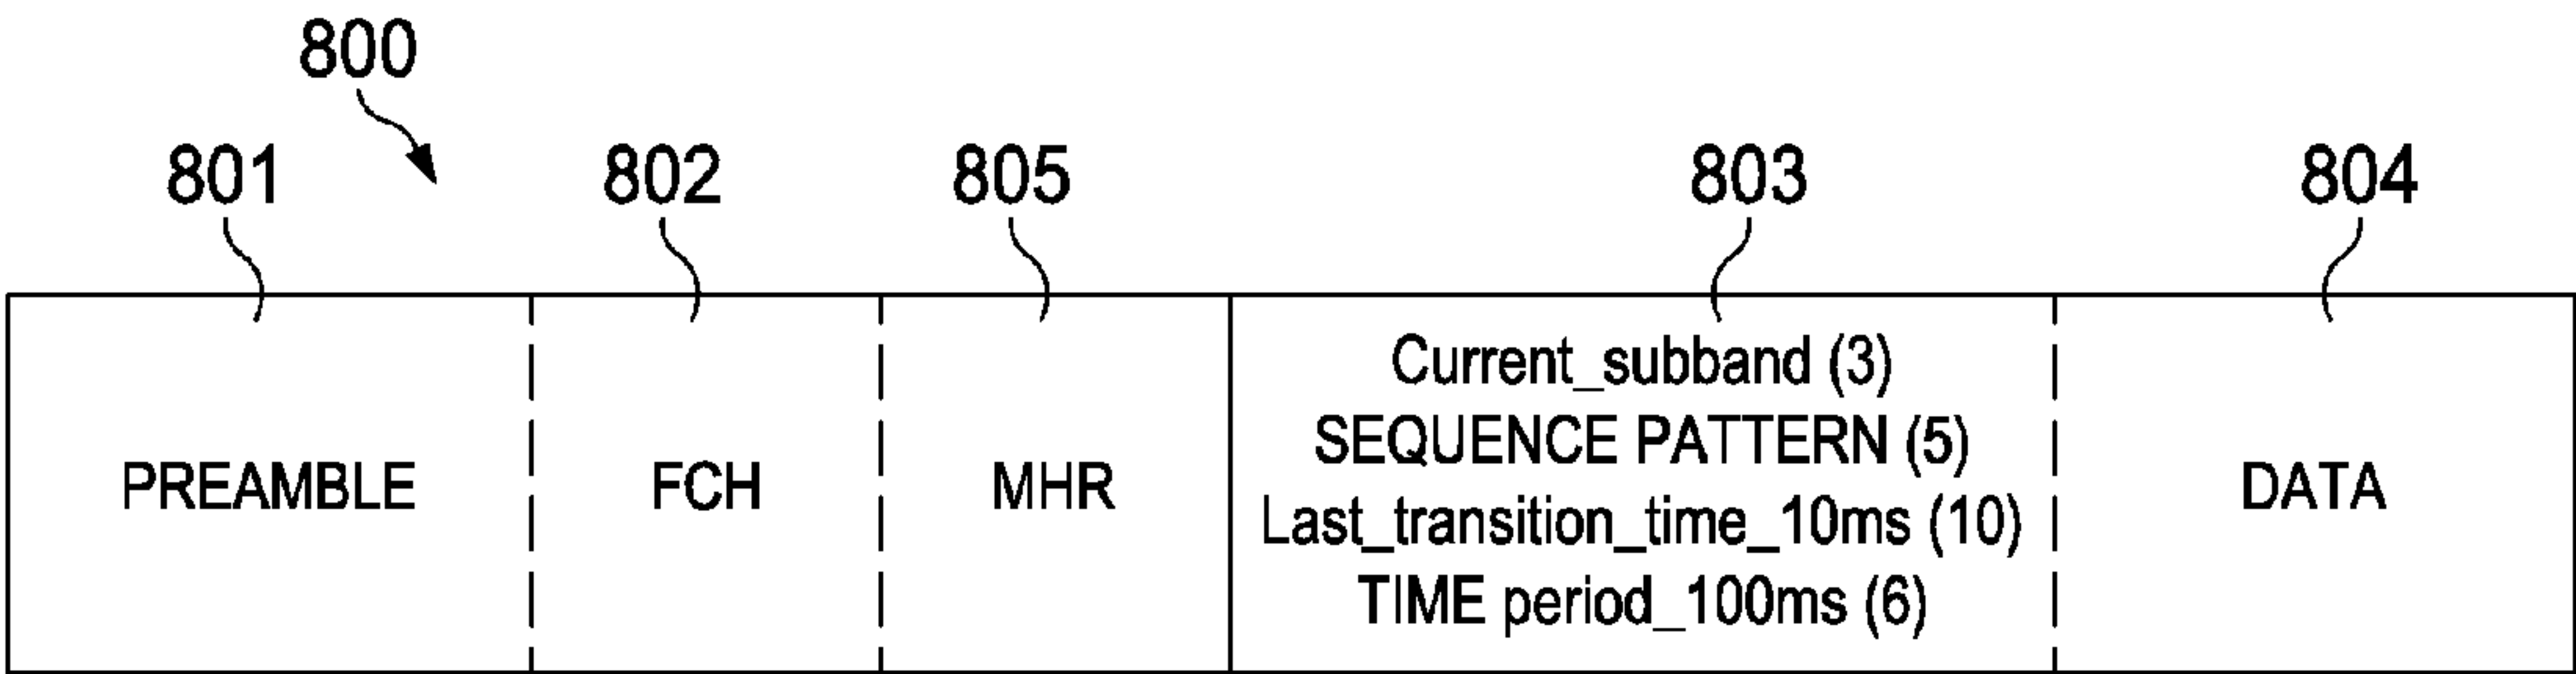 800
801
802
805
803
804
PREAMBLE
FCH
MHR
Current_subband (3)
SEQUENCE PATTERN (5)
Last_transition_time_10ms (10)
TIME period_100ms (6)
DATA